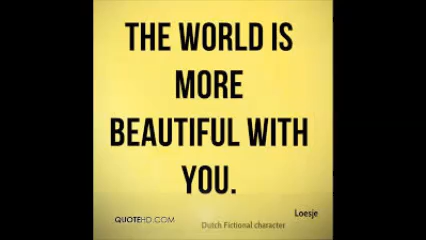 THE WORLD IS
MORE
BEAUTIFUL WITH
YOU.
Loesje
QUOTEHD.COM
Dutch Fictional character